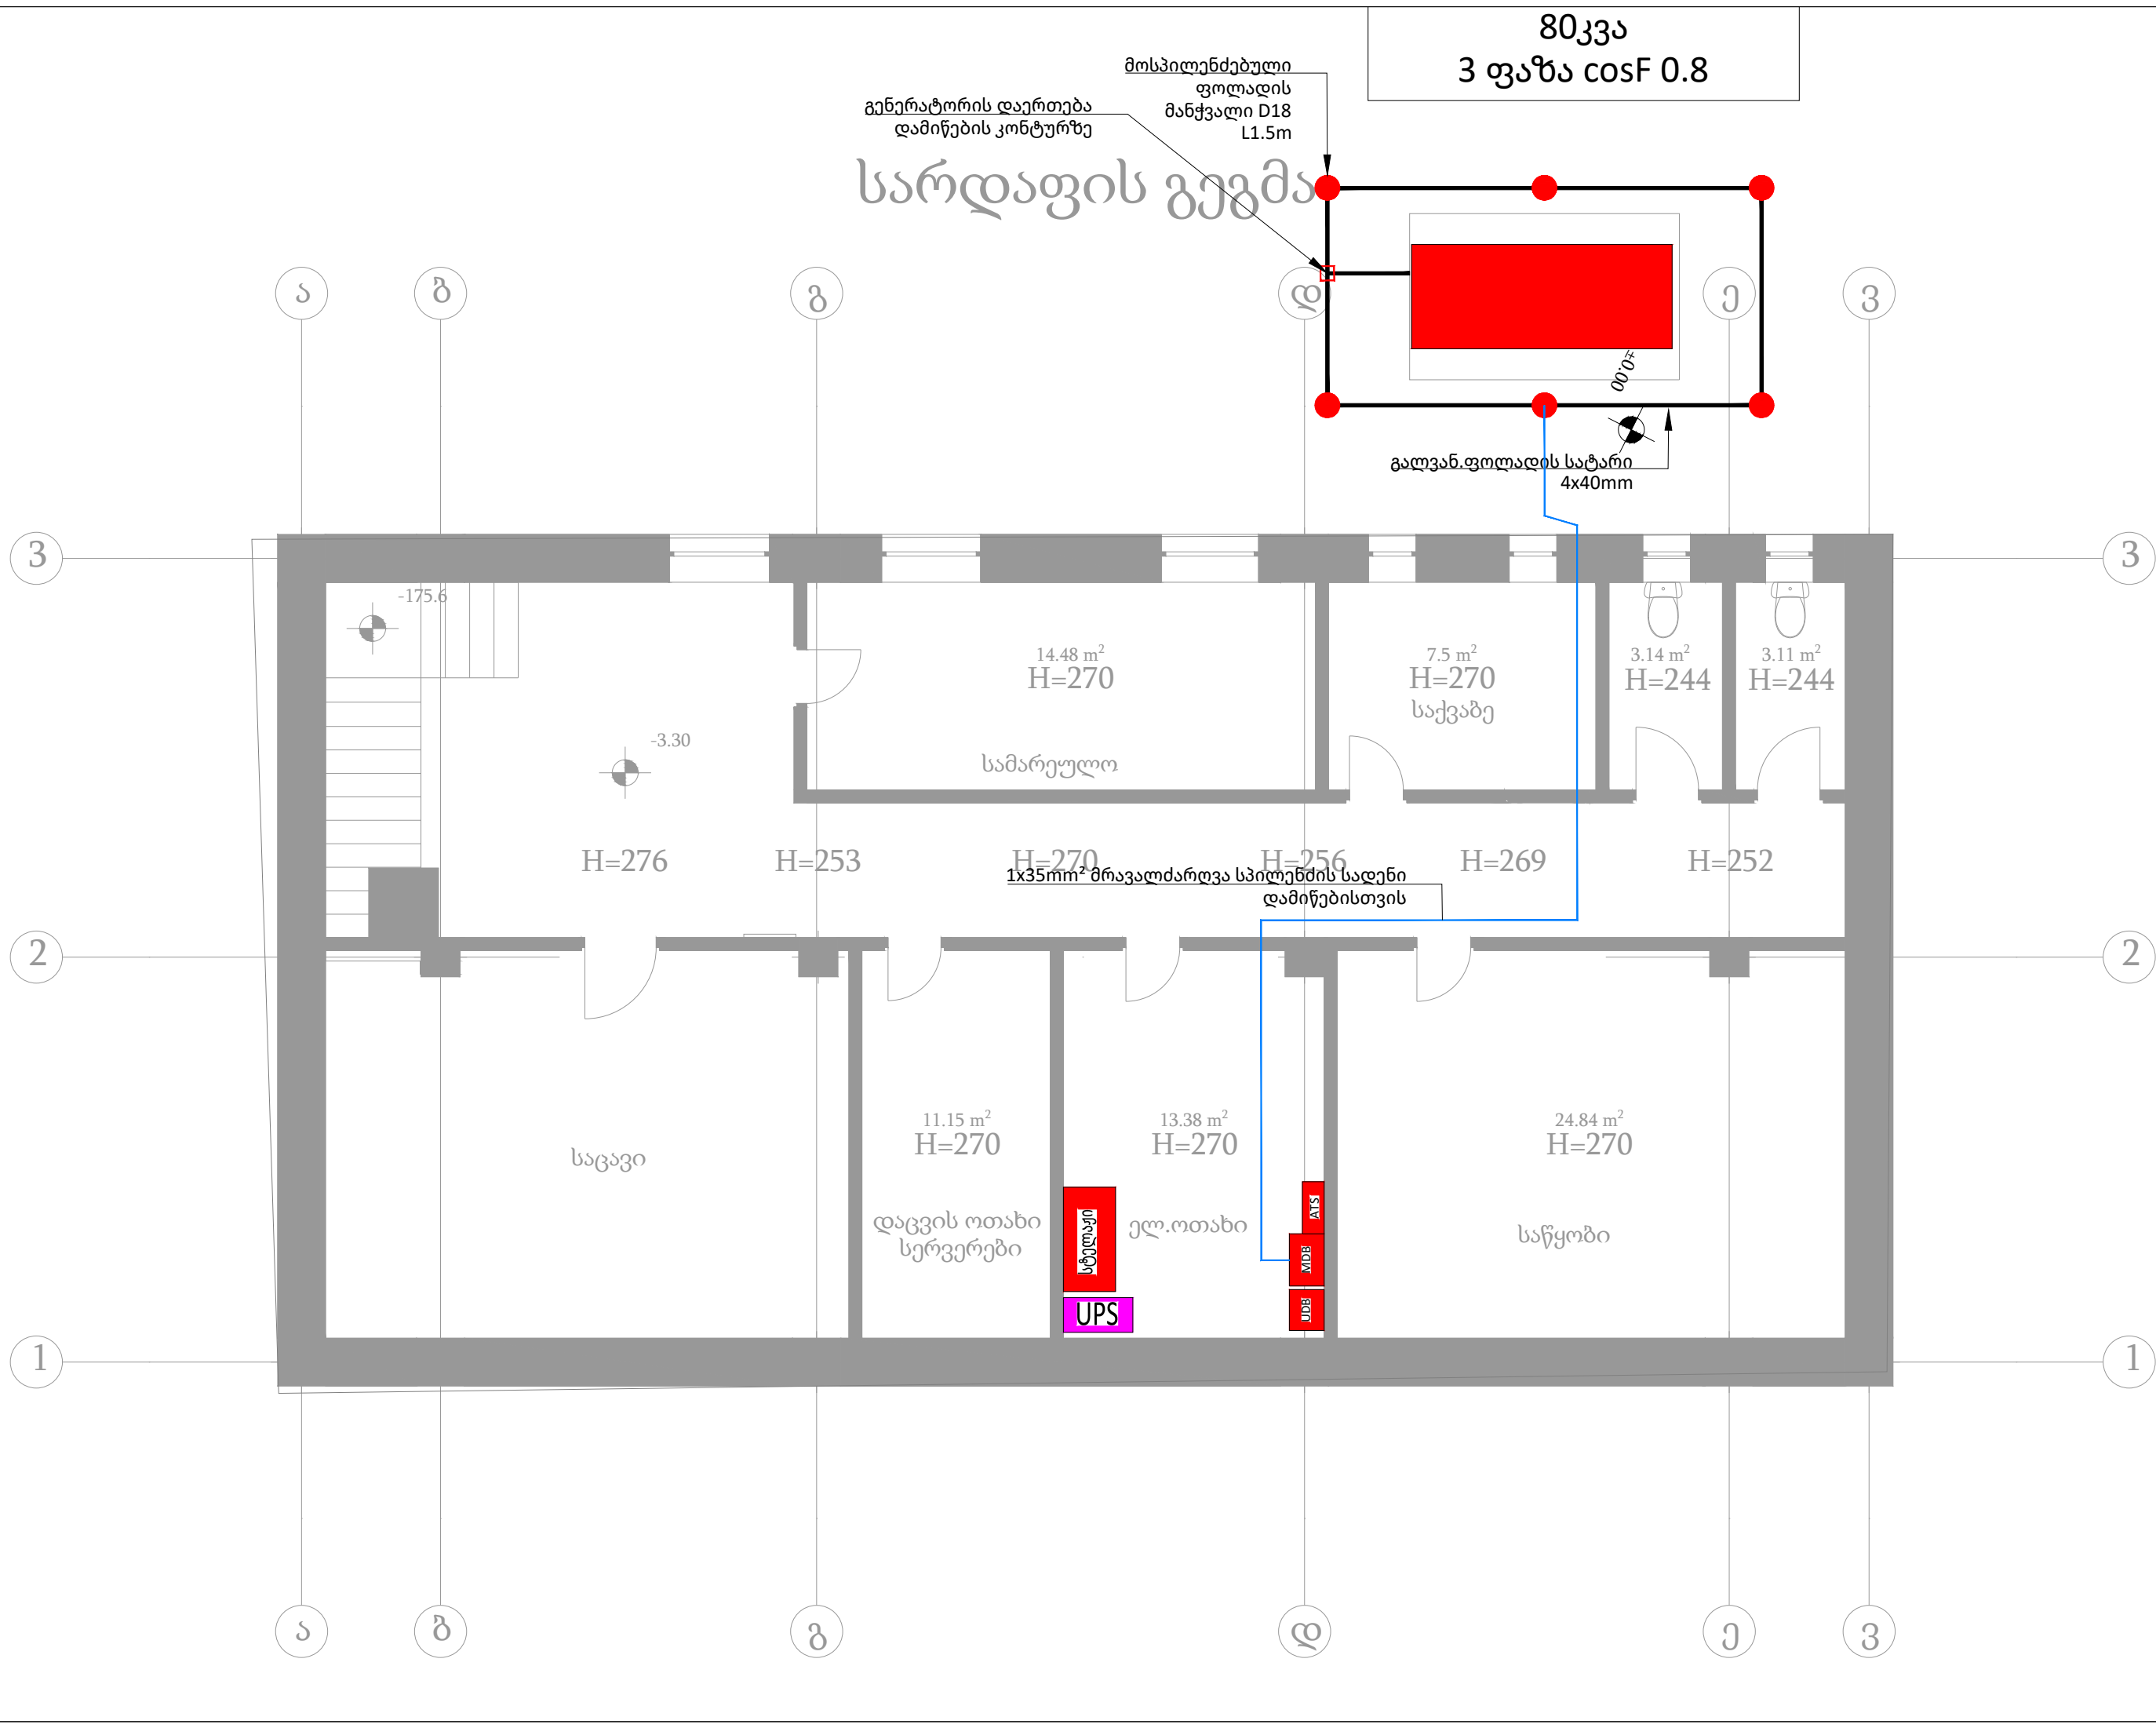 80კვა
3 ფაზა cosF 0.8
მოსპილენძებული
ფოლადის
მანჭვალი D18
L1.5m
გენერატორის დაერთება
დამიწების კონტურზე
სარდაფის გეგმა
ა
ბ
გ
დ
ე
ვ
+0.00
გალვან.ფოლადის სატარი
4x40mm
3
3
-175.6
14.48 m²
H=270
7.5 m²
H=270
საქვაბე
3.14 m²
H=244
3.11 m²
H=244
-3.30
სამარეულო
H=276
H=253
H=270
H=256
H=269
H=252
1x35mm² მრავალძარღვა სპილენძის სადენი
დამიწებისთვის
2
2
11.15 m²
H=270
13.38 m²
H=270
24.84 m²
H=270
საცავი
დაცვის ოთახი
სერვერები
სტელაჟი
ელ.ოთახი
ATS
საწყობი
MDB
UPS
UDB
1
1
ა
ბ
გ
დ
ე
ვ